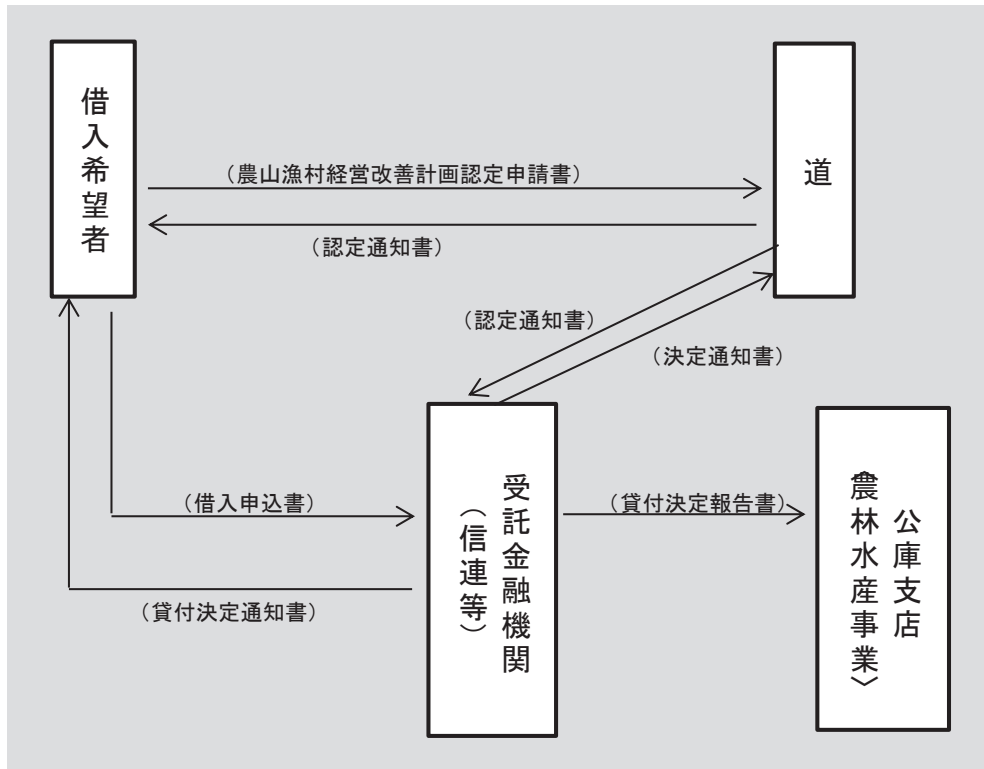 借入希望者
道
（農山漁村経営改善計画認定申請書）
（認定通知書）
（認定通知書）
（決定通知書）
（借入申込書）
（貸付決定通知書）
受託金融機関
（信連等）
（貸付決定報告書）
公庫支店
農林水産事業〉